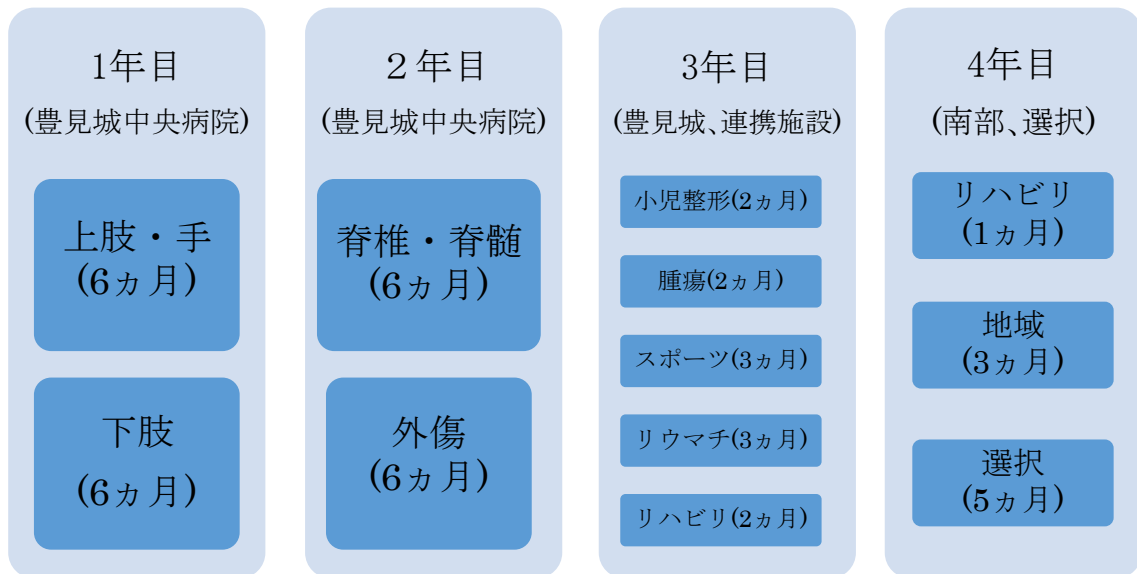 1年目
(豊見城中央病院)
上肢・手
(6ヵ月)
下肢
(6ヵ月)
２年目
(豊見城中央病院)
脊椎・脊髄
(6ヵ月)
外傷
(6ヵ月)
3年目
(豊見城､連携施設)
小児整形(2ヵ月)
腫瘍(2ヵ月)
スポーツ(3ヵ月)
リウマチ(3ヵ月)
リハビリ(2ヵ月)
4年目
(南部､選択)
リハビリ
(1ヵ月)
地域
(3ヵ月)
選択
(5ヵ月)